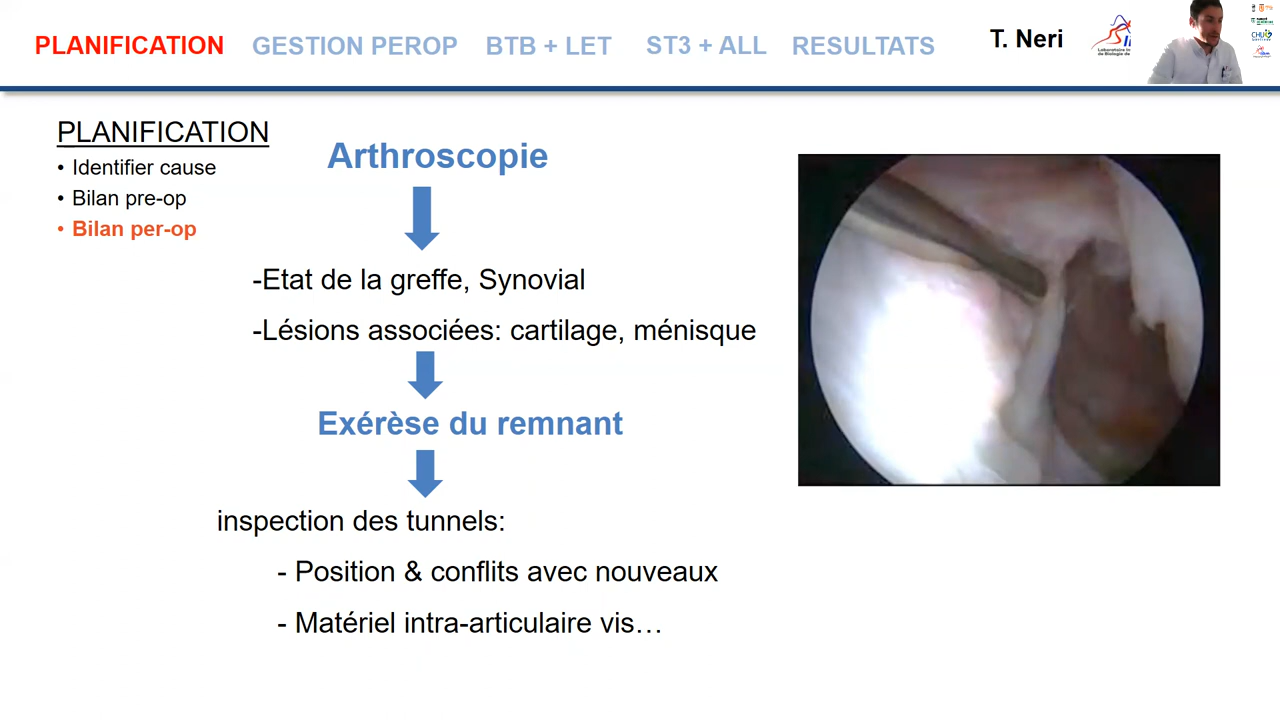 PLANIFICATION GESTION PEROP BTB + LET ST3 + ALL RESULTATS T. Neri
PLANIFICATION
• Identifier cause
• Bilan pre-op
• Bilan per-op
Arthroscopie
-Etat de la greffe, Synovial
-Lésions associées: cartilage, ménisque
Exérèse du remnant
inspection des tunnels:
- Position & conflits avec nouveaux
- Matériel intra-articulaire vis…